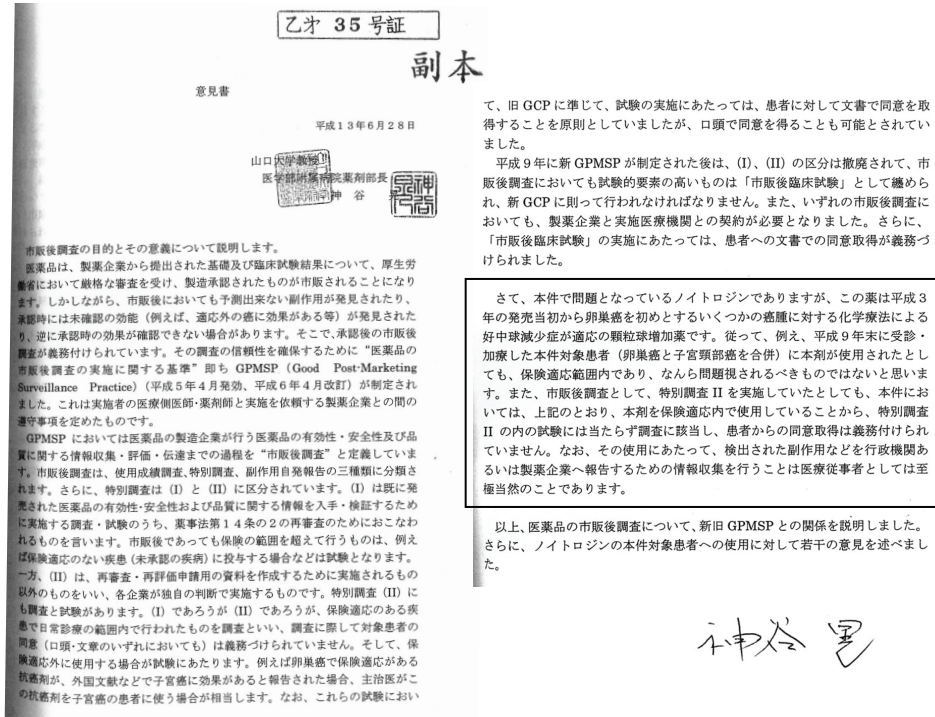 乙才 35 号証
副本
意見書
平成13年6月28日
山口大学教授
医学部附属病院薬剤部長
神谷 晃
市販後調査の目的とその意義について説明します。
医薬品は、製薬企業から提出された基礎及び臨床試験結果について、厚生労
働省において厳格な審査を受け、製造承認されたものが市販されることになり
ます。しかしながら、市販後においても予測出来ない副作用が発見されたり、
承認時には未確認の効能（例えば、適応外の癌に効果がある等）が発見された
り、逆に承認時の効果が確認できない場合があります。そこで、承認後の市販後
調査が義務付けられています。その調査の信頼性を確保するために“医薬品の
市販後調査の実施に関する基準” 即ち GPMSP（Good Post-Marketing
Surveillance Practice）（平成5年4月発効、平成6年4月改訂）が制定され
ました。これは実施者の医療側医師・薬剤師と実施を依頼する製薬企業との間の
遵守事項を定めたものです。
GPMSP においては医薬品の製造企業が行う医薬品の有効性・安全性及び品
質に関する情報収集・評価・伝達までの過程を “市販後調査” と定義していま
す。市販後調査は、使用成績調査、特別調査、副作用自発報告の三種類に分類さ
れます。さらに、特別調査は（I）と（II）に区分されています。（I）は既に発
売された医薬品の有効性・安全性および品質に関する情報を入手・検証するため
に実施する調査・試験のうち、薬事法第１４条の２の再審査のためにおこなわ
れるものを言います。市販後であっても保険の範囲を超えて行うものは、例え
ば保険適応のない疾患（未承認の疾病）に投与する場合などは試験となります。
一方、（II）は、再審査・再評価申請用の資料を作成するために実施されるもの
以外のものをいい、各企業が独自の判断で実施するものです。特別調査（II）に
も調査と試験があります。（I）であろうが（II）であろうが、保険適応のある疾
患で日常診療の範囲内で行われたものを調査といい、調査に際して対象患者の
同意（口頭・文章のいずれにおいても）は義務づけられていません。そして、保
険適応外に使用する場合が試験にあたります。例えば卵巣癌で保険適応がある
抗癌剤が、外国文献などで子宮癌に効果があると報告された場合、主治医がこ
の抗癌剤を子宮癌の患者に使う場合が相当します。なお、これらの試験におい
て、旧 GCP に準じて、試験の実施にあたっては、患者に対して文書で同意を取
得することを原則としていましたが、口頭で同意を得ることも可能とされてい
ました。
平成９年に新 GPMSP が制定された後は、（I）、（II）の区分は撤廃されて、市
販後調査においても試験的要素の高いものは「市販後臨床試験」として纏めら
れ、新 GCP に則って行われなければなりません。また、いずれの市販後調査に
おいても、製薬企業と実施医療機関との契約が必要となりました。さらに、
「市販後臨床試験」の実施にあたっては、患者への文書での同意取得が義務づ
けられました。
さて、本件で問題となっているノイトロジンでありますが、この薬は平成３
年の発売当初から卵巣癌を初めとするいくつかの癌腫に対する化学療法による
好中球減少症が適応の顆粒球増加薬です。従って、例え、平成９年末に受診・
加療した本件対象患者（卵巣癌と子宮頸部癌を合併）に本剤が使用されたとし
ても、保険適応範囲内であり、なんら問題視されるべきものではないと思いま
す。また、市販後調査として、特別調査 II を実施していたとしても、本件にお
いては、上記のとおり、本剤を保険適応内で使用していることから、特別調査
II の内の試験には当たらず調査に該当し、患者からの同意取得は義務付けられ
ていません。なお、その使用にあたって、検出された副作用などを行政機関あ
るいは製薬企業へ報告するための情報収集を行うことは医療従事者としては至
極当然のことであります。
以上、医薬品の市販後調査について、新旧 GPMSP との関係を説明しました。
さらに、ノイトロジンの本件対象患者への使用に対して若干の意見を述べまし
た。
神谷 晃